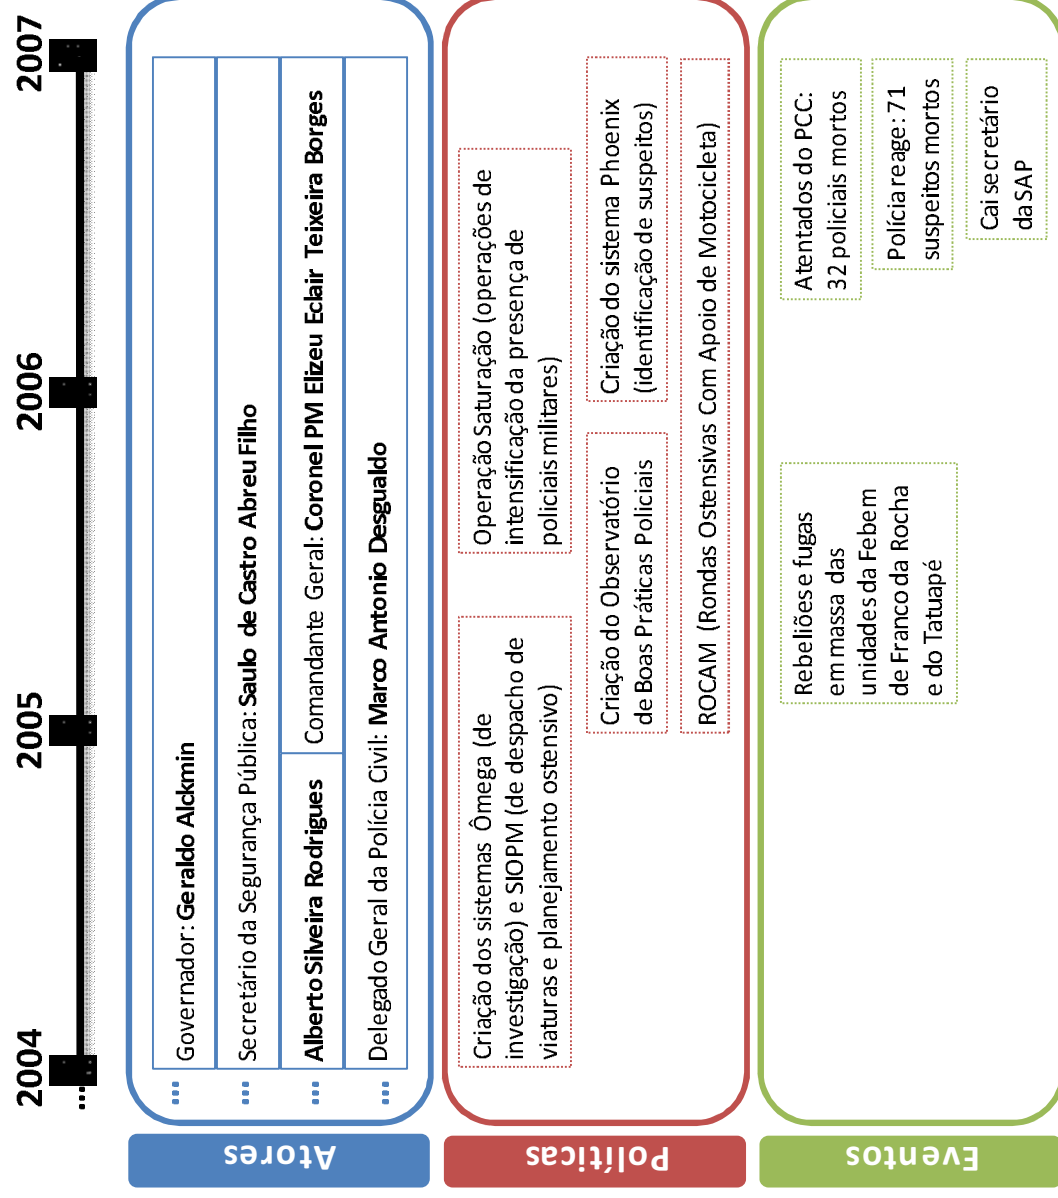 2004
2005
2006
2007
...
Atores
... Governador: Geraldo Alckmin
... Secretário da Segurança Pública: Saulo de Castro Abreu Filho
... Alberto Silveira Rodrigues
Comandante Geral: Coronel PM Elizeu Eclair Teixeira Borges
... Delegado Geral da Polícia Civil: Marco Antonio Desgualdo
Políticas
Criação dos sistemas Ômega (de
investigação) e SIOPM (de despacho de
viaturas e planejamento ostensivo)
Operação Saturação (operações de
intensificação da presença de
policiais militares)
Criação do Observatório
de Boas Práticas Policiais
Criação do sistema Phoenix
(identificação de suspeitos)
ROCAM (Rondas Ostensivas Com Apoio de Motocicleta)
Eventos
Rebeliões e fugas
em massa das
unidades da Febem
de Franco da Rocha
e do Tatuapé
Atentados do PCC:
32 policiais mortos
Polícia reage: 71
suspeitos mortos
Cai secretário
da SAP